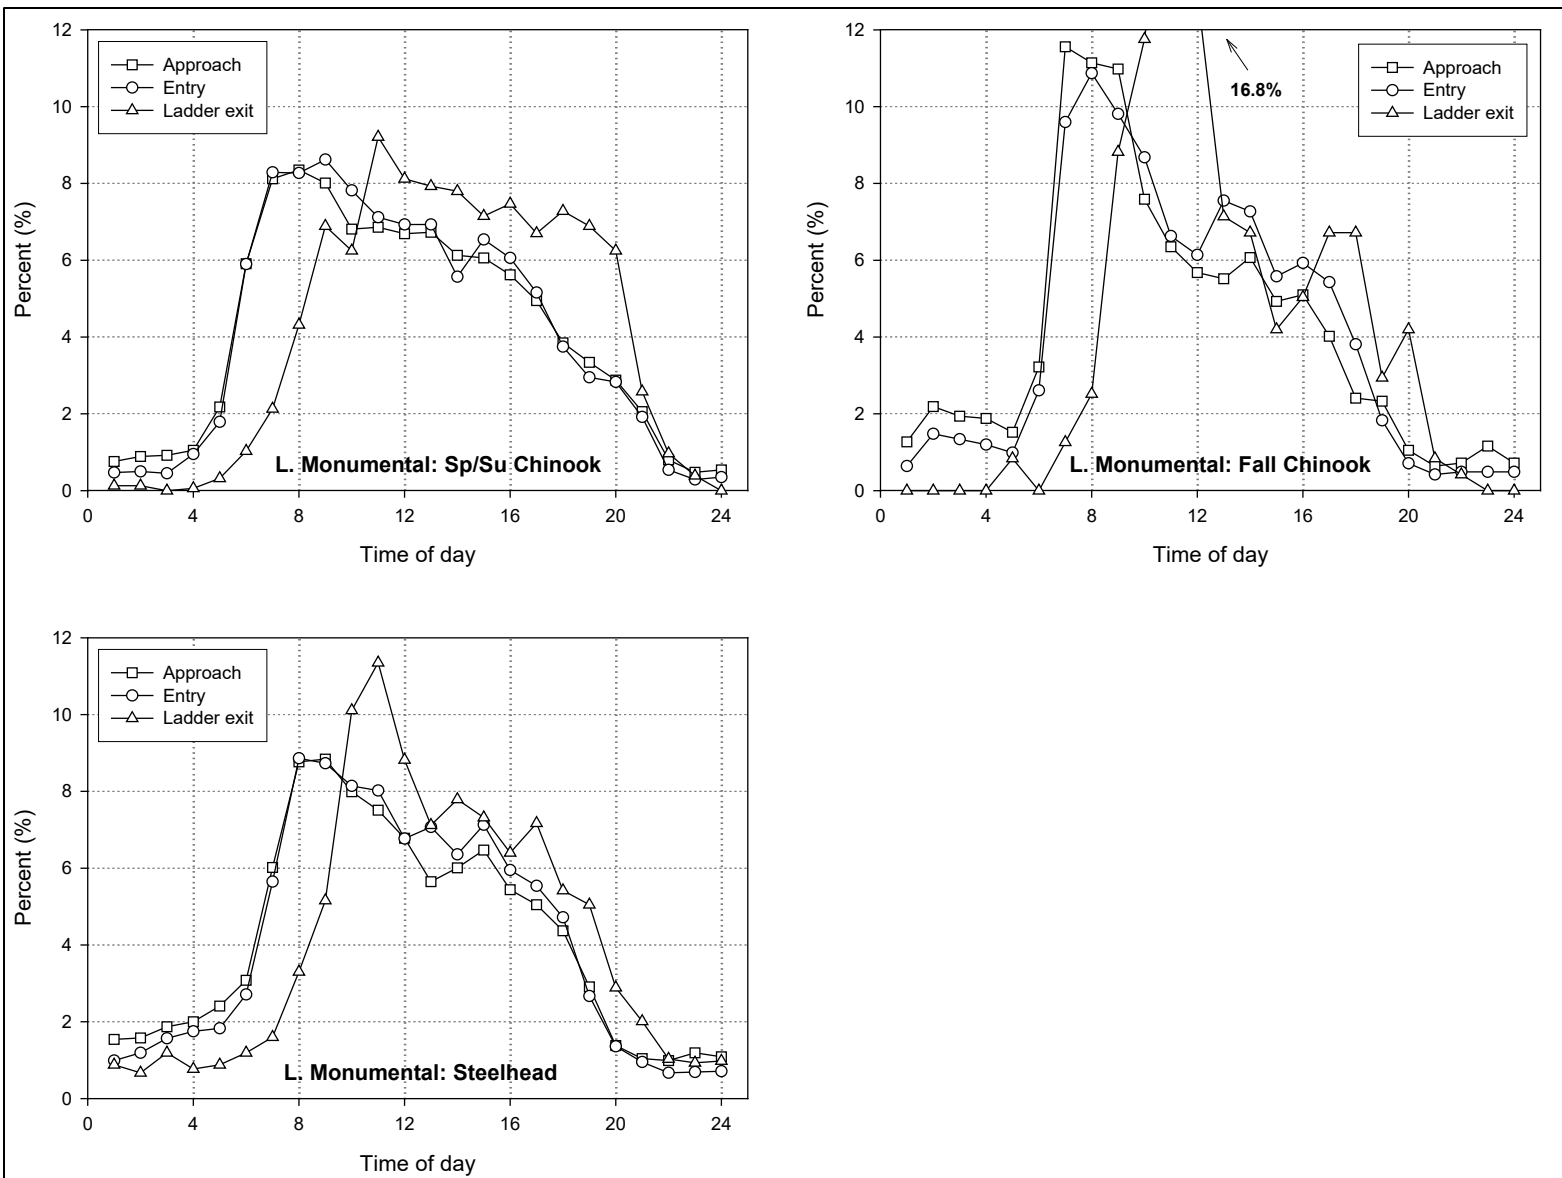 12
10
8
6
4
2
0
Percent (%)
Approach
Entry
Ladder exit
L. Monumental: Sp/Su Chinook
0 4 8 12 16 20 24
Time of day
12
10
8
6
4
2
0
Percent (%)
16.8%
Approach
Entry
Ladder exit
L. Monumental: Fall Chinook
0 4 8 12 16 20 24
Time of day
12
10
8
6
4
2
0
Percent (%)
Approach
Entry
Ladder exit
L. Monumental: Steelhead
0 4 8 12 16 20 24
Time of day